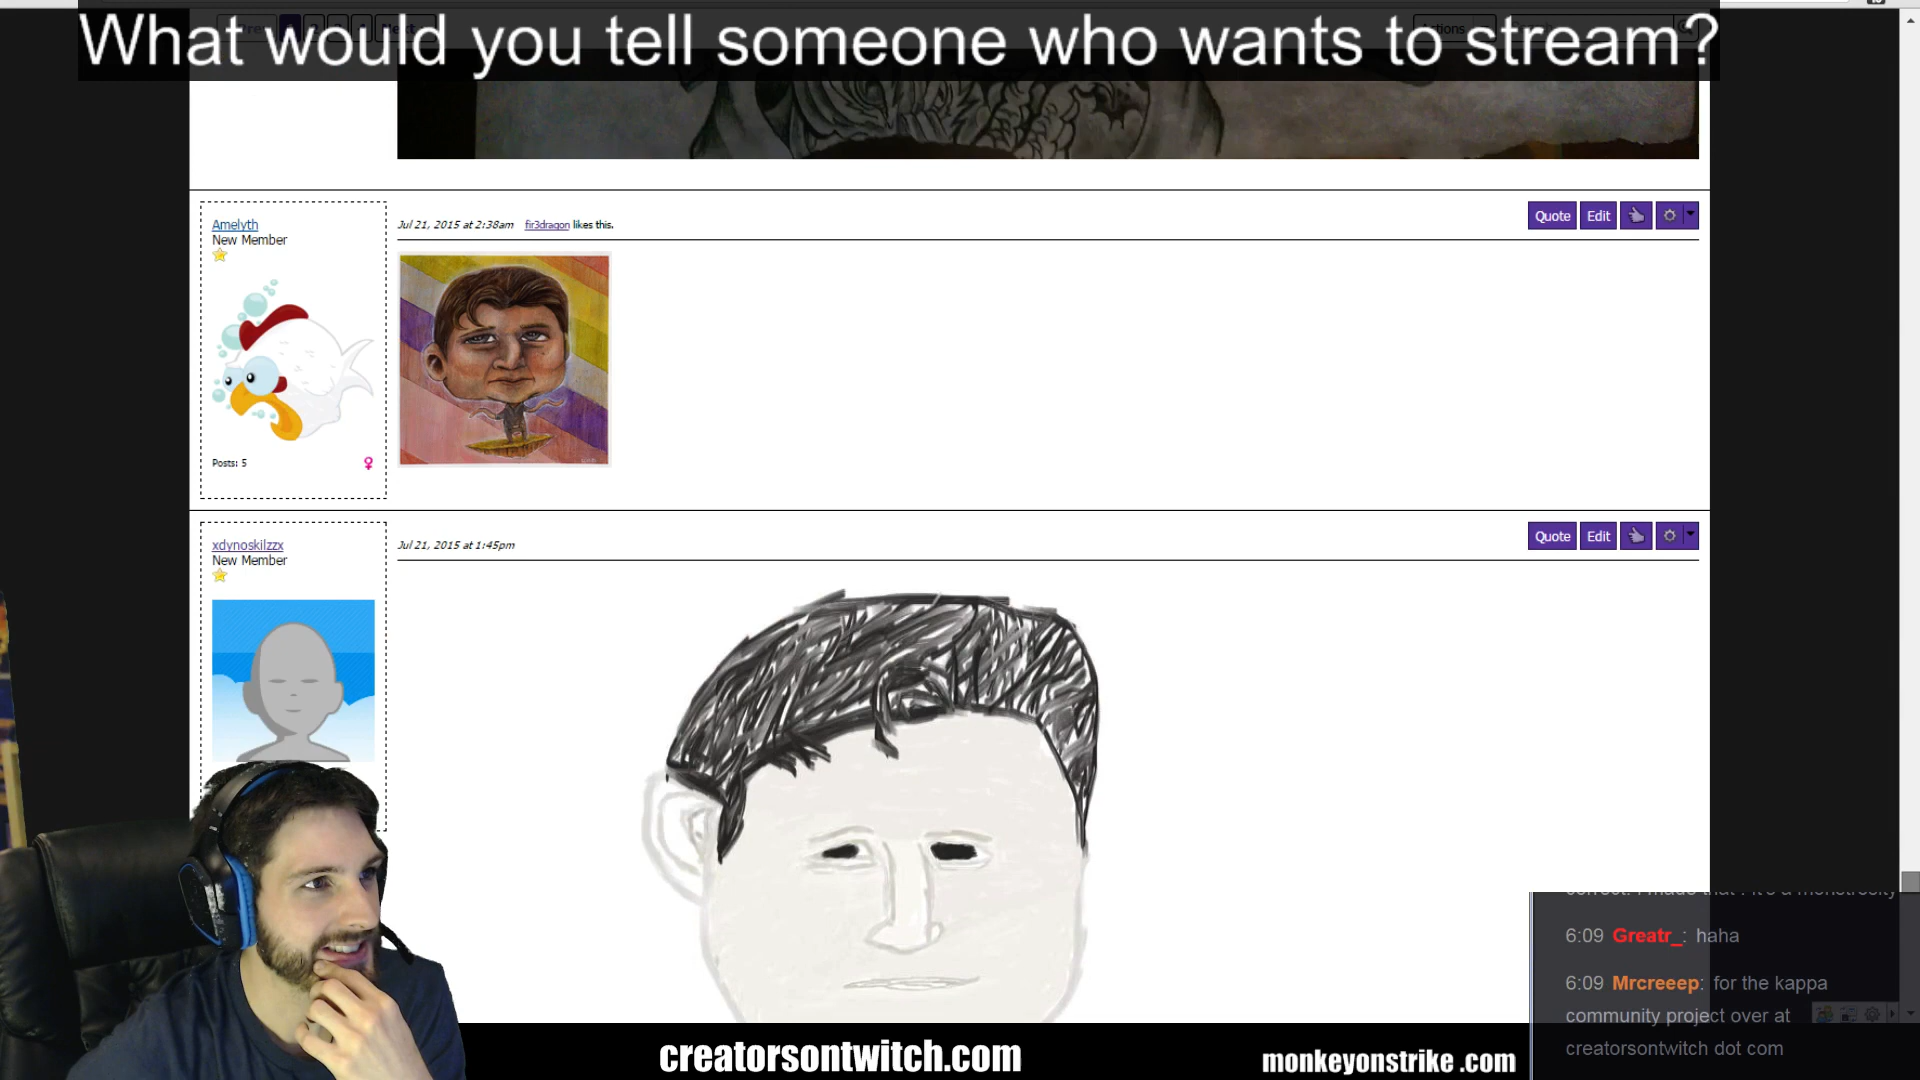 What would you tell someone who wants to stream?
Amelyth
New Member
Jul 21, 2015 at 2:38am fir3dragon likes this.
Quote Edit
Posts: 5
xdynoskilzzx
New Member
Jul 21, 2015 at 1:45pm
Quote Edit
6:09 Greatr_: haha
6:09 Mrcreeep: for the kappa
community project over at
creatorsontwitch dot com
creatorsontwitch.com
monkeyonstrike .com